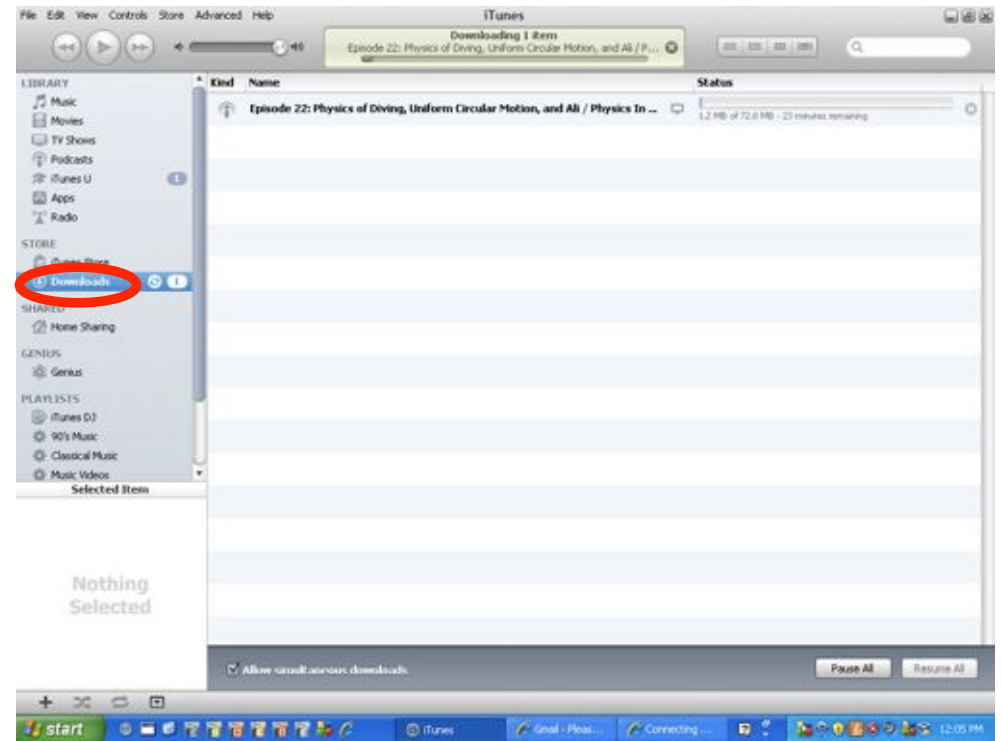 File Edit View Controls Store Advanced Help
iTunes
Downloading 1 item
Episode 22: Physics of Diving, Uniform Circular Motion, and Ali / P...
LIBRARY
Music
Movies
TV Shows
Podcasts
iTunes U 1
Apps
Radio
STORE
iTunes Store
Downloads 1
SHARED
Home Sharing
GENIUS
Genius
PLAYLISTS
iTunes DJ
90's Music
Classical Music
Music Videos
Selected Item
Nothing
Selected
Kind Name Status
Episode 22: Physics of Diving, Uniform Circular Motion, and Ali / Physics In ...
1.2 MB of 72.0 MB - 23 minutes remaining
Allow simultaneous downloads
Pause All Resume All
start iTunes Gmail - Pleas... Connecting ... 12:05 PM